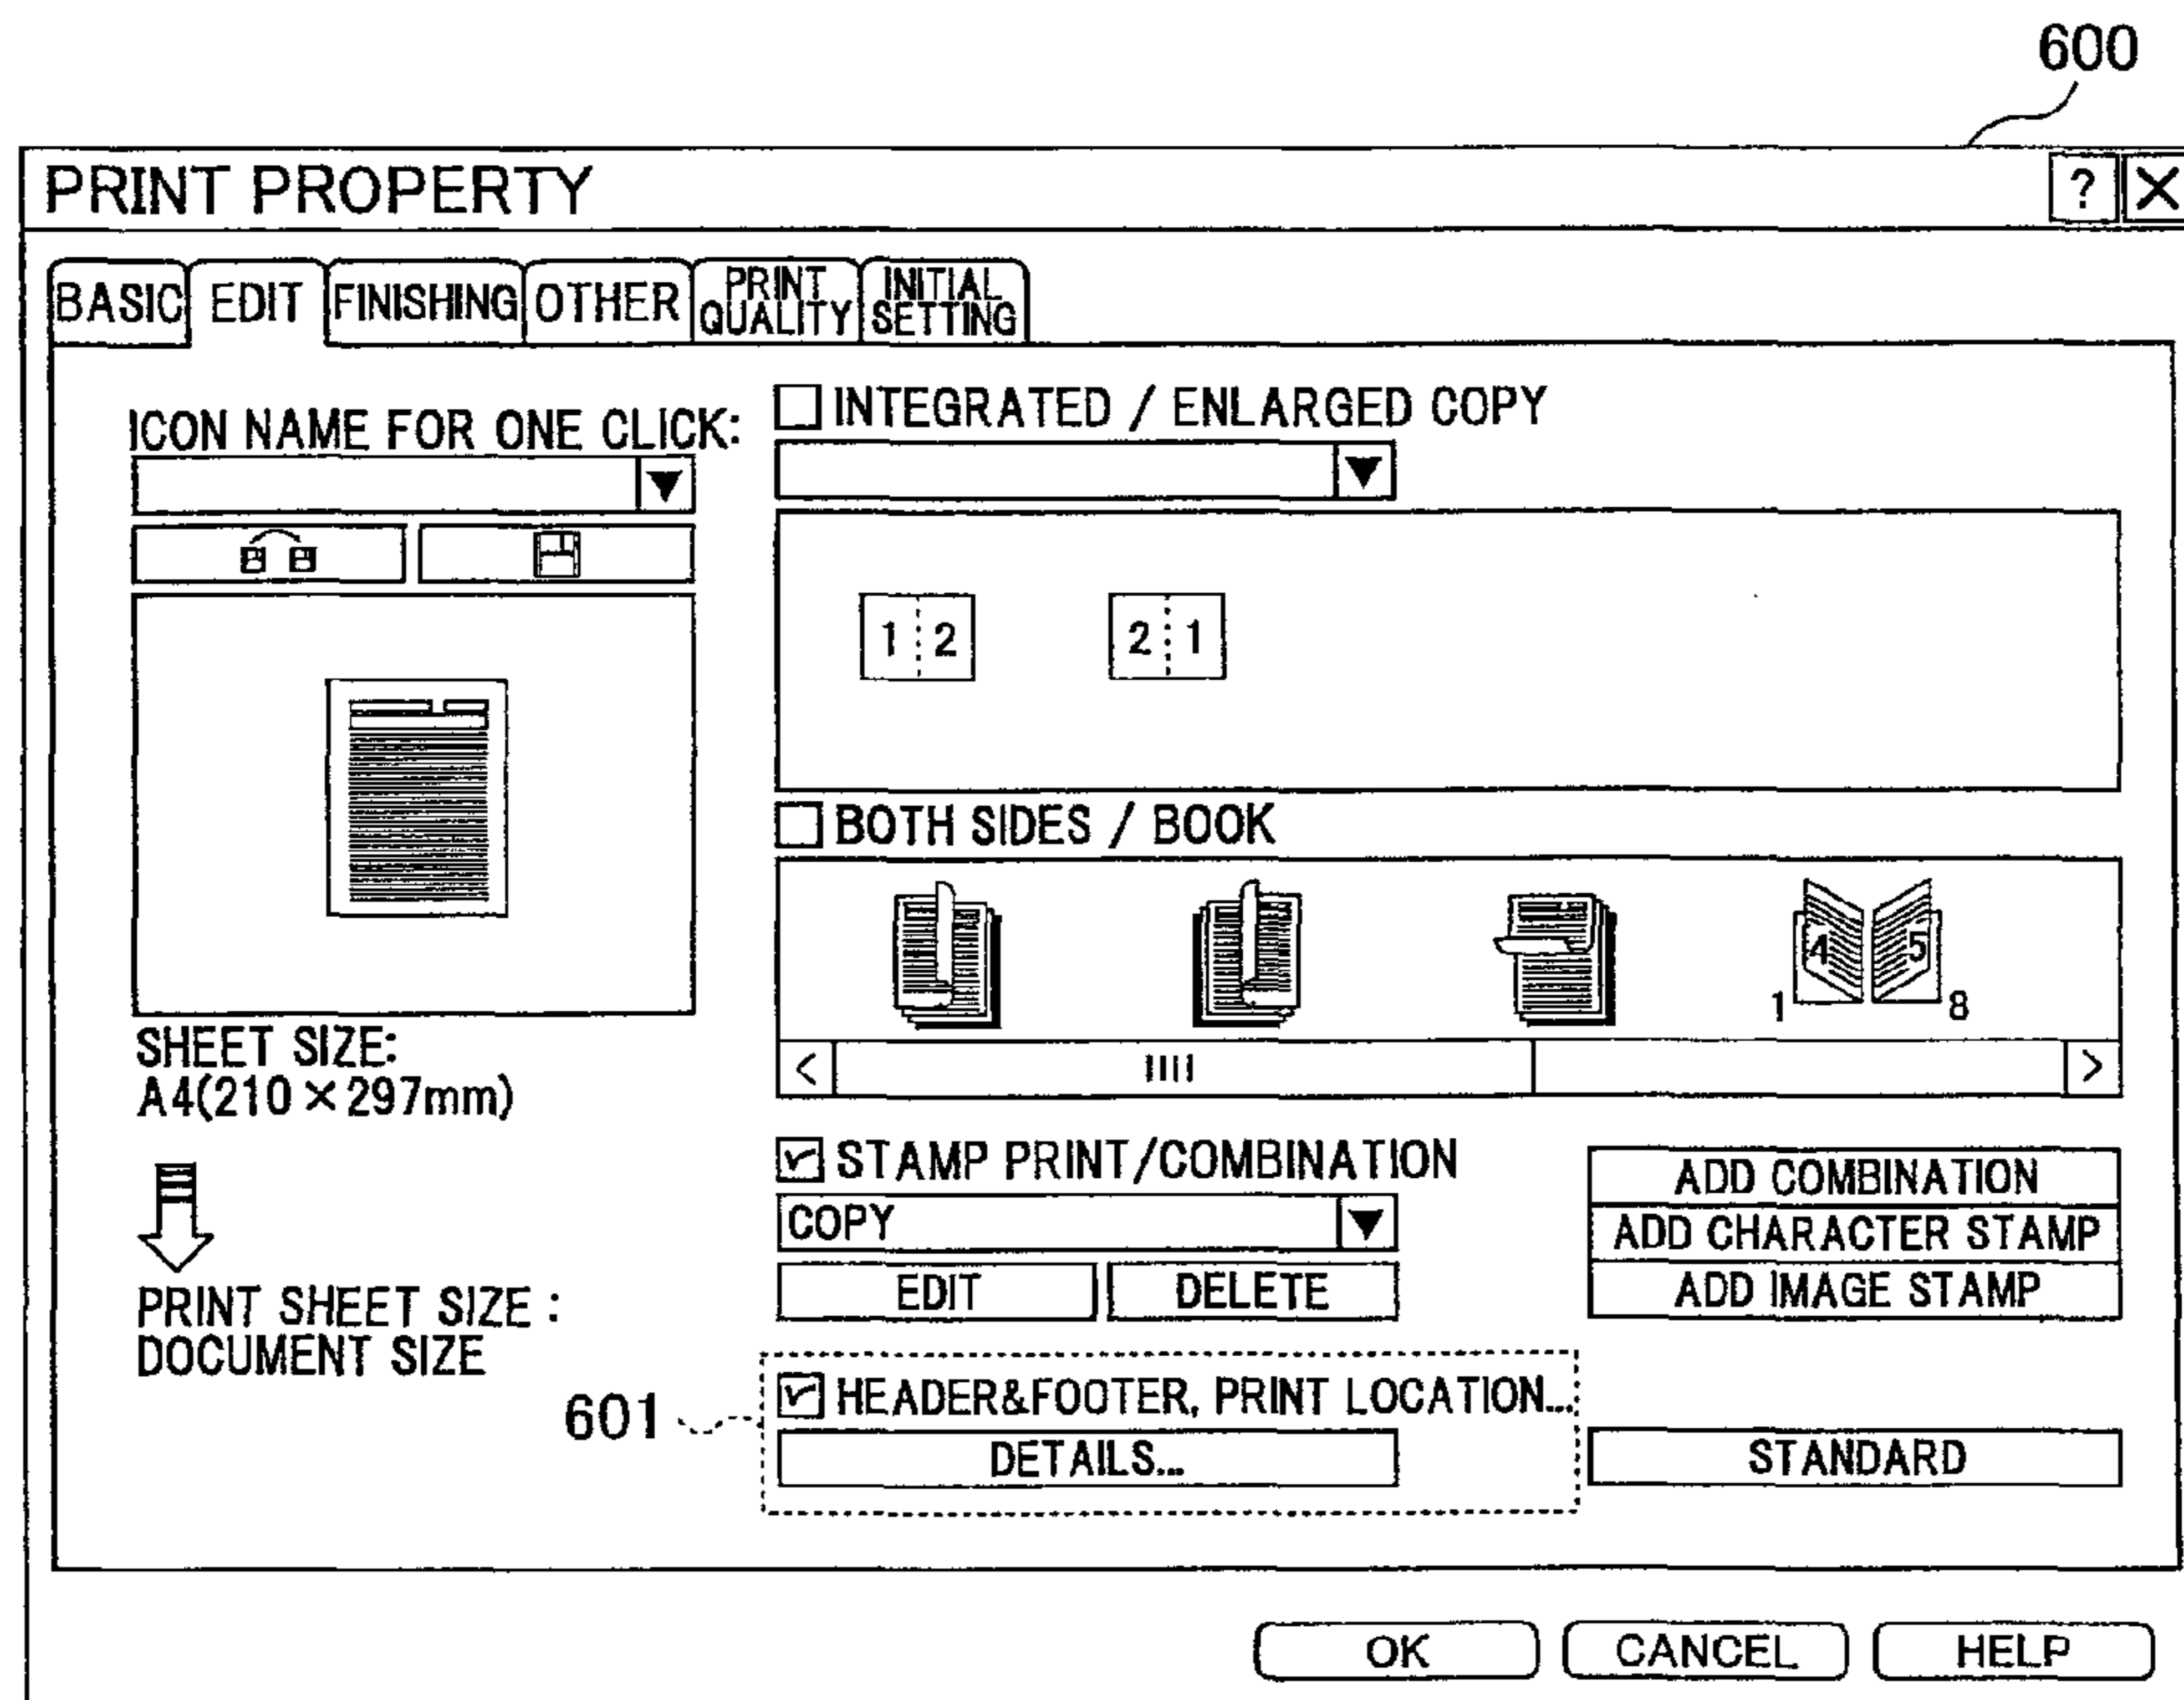 600
PRINT PROPERTY
? X
BASIC EDIT FINISHING OTHER PRINT QUALITY INITIAL SETTING
ICON NAME FOR ONE CLICK:
SHEET SIZE:
A4(210×297mm)
PRINT SHEET SIZE :
DOCUMENT SIZE
INTEGRATED / ENLARGED COPY
1 2
2 1
BOTH SIDES / BOOK
4 5
1 8
< >
STAMP PRINT/COMBINATION
COPY
EDIT DELETE
ADD COMBINATION
ADD CHARACTER STAMP
ADD IMAGE STAMP
601
HEADER&FOOTER, PRINT LOCATION...
DETAILS...
STANDARD
OK CANCEL HELP